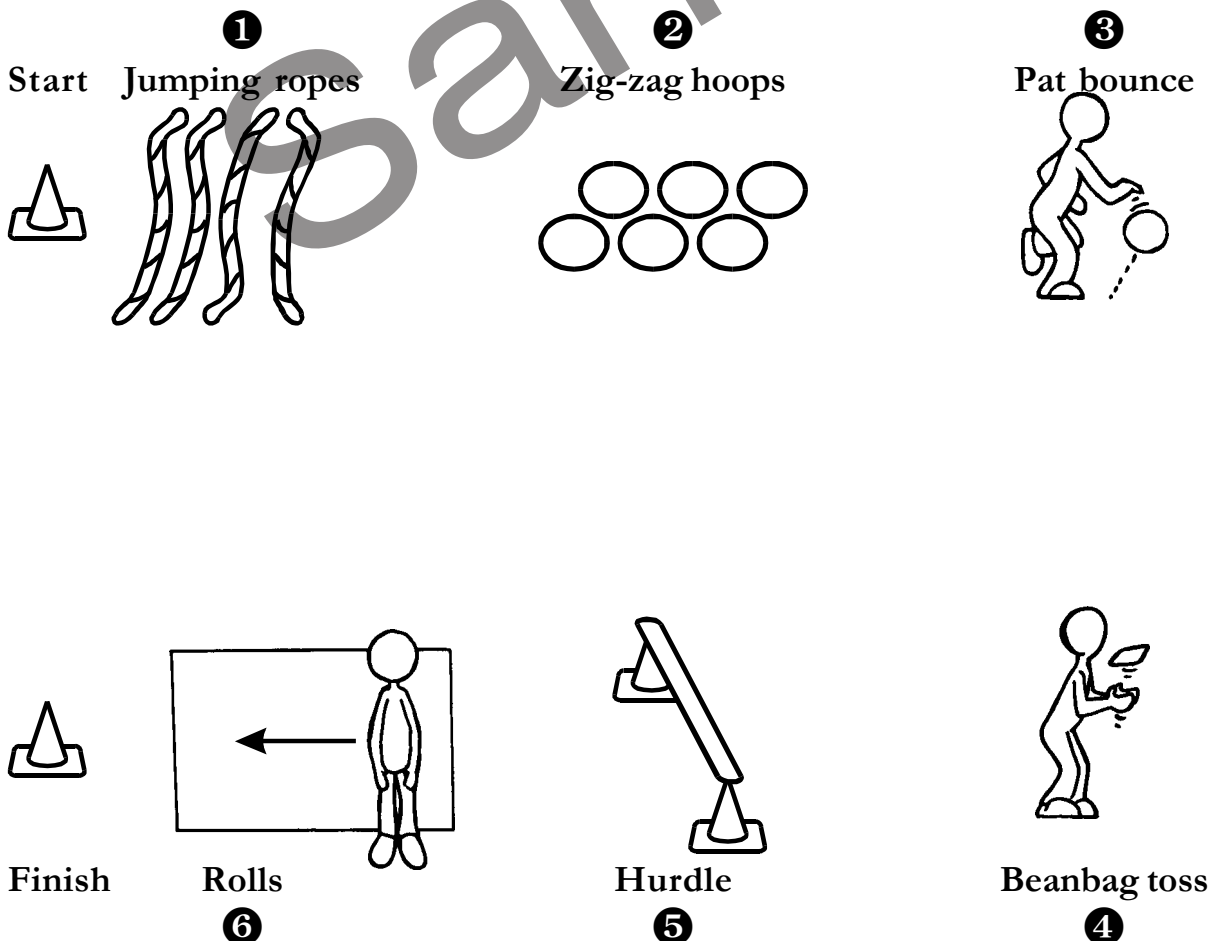 ❶ ❷ ❸
Start Jumping ropes Zig-zag hoops Pat bounce
Finish Rolls Hurdle Beanbag toss
❻ ❺ ❹